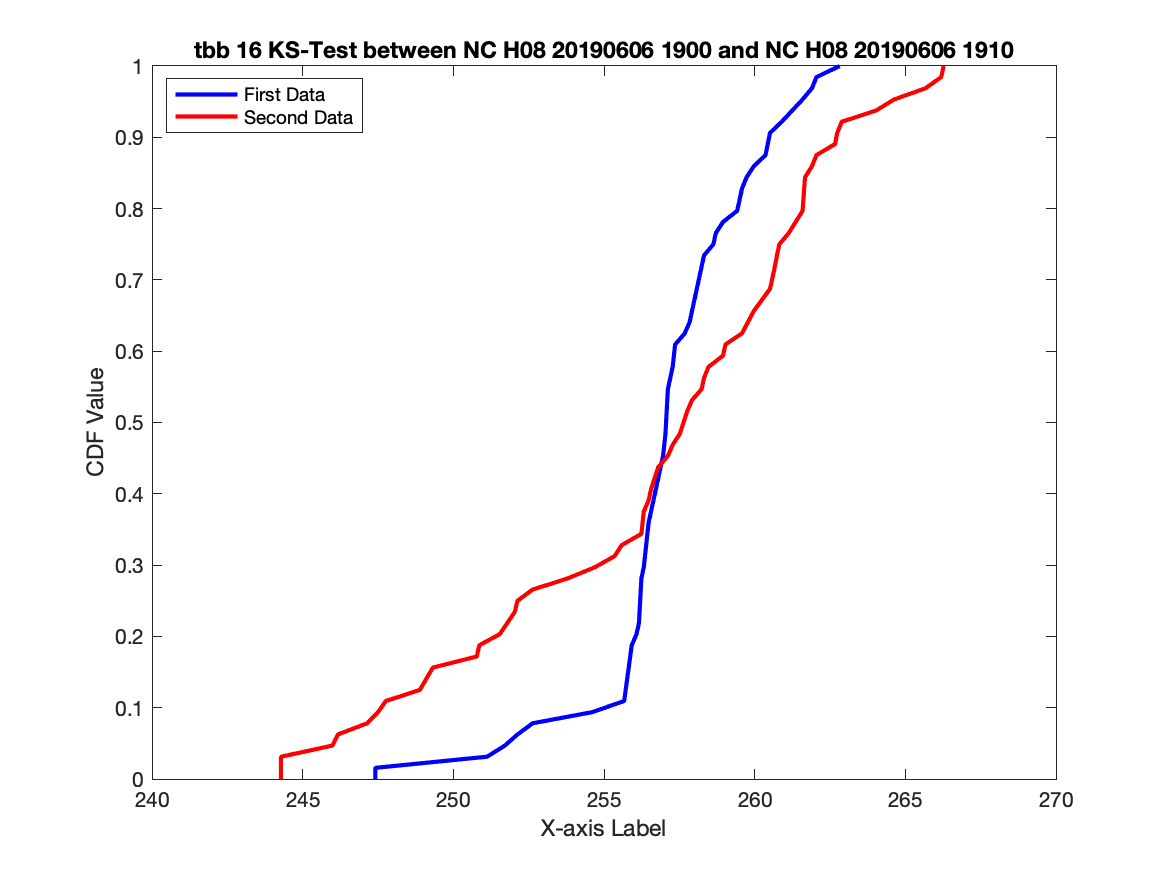 tbb 16 KS-Test between NC H08 20190606 1900 and NC H08 20190606 1910
First Data
Second Data
CDF Value
1
0.9
0.8
0.7
0.6
0.5
0.4
0.3
0.2
0.1
0
240 245 250 255 260 265 270
X-axis Label